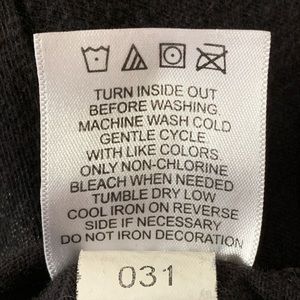 TURN INSIDE OUT
BEFORE WASHING.
MACHINE WASH COLD
GENTLE CYCLE
WITH LIKE COLORS.
ONLY NON-CHLORINE
BLEACH WHEN NEEDED
TUMBLE DRY LOW
COOL IRON ON REVERSE
SIDE IF NECESSARY
DO NOT IRON DECORATION
031